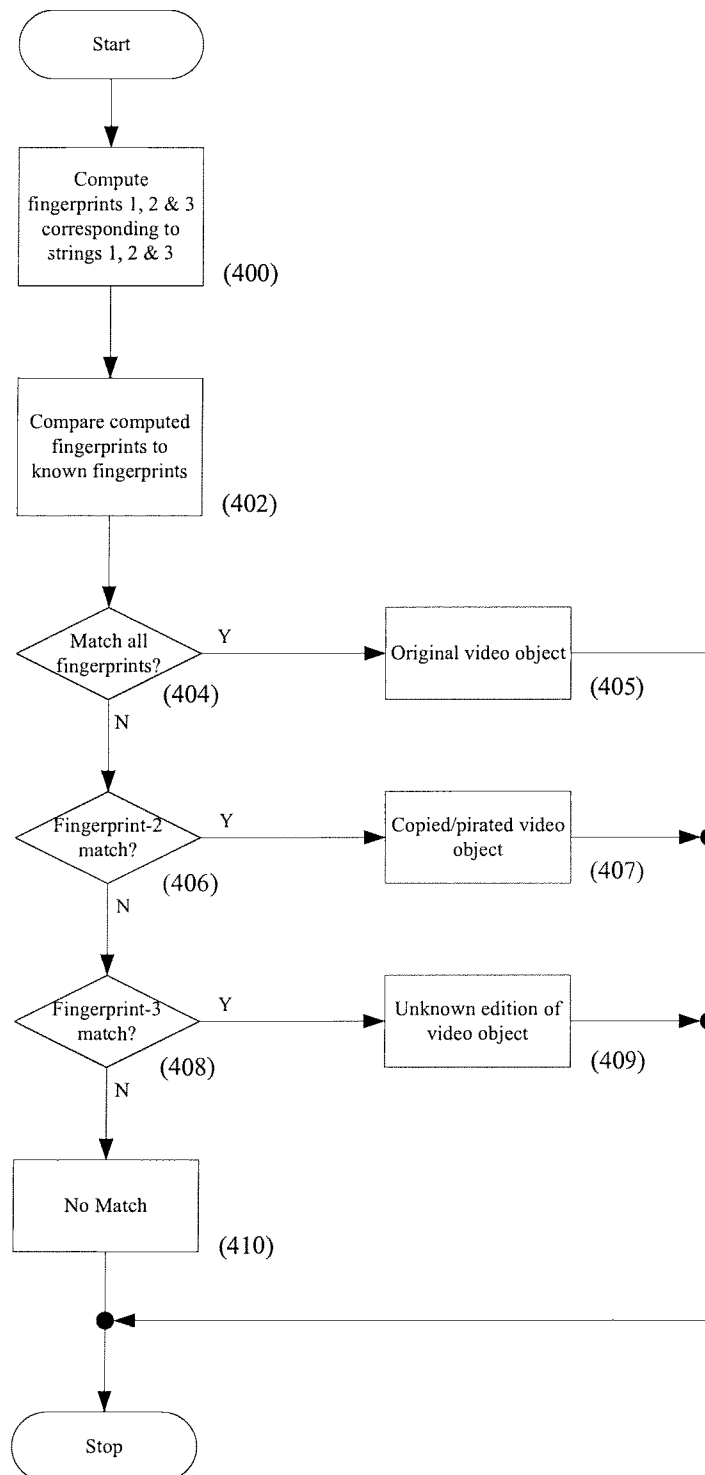 Start
Compute
fingerprints 1, 2 & 3
corresponding to
strings 1, 2 & 3
(400)
Compare computed
fingerprints to
known fingerprints
(402)
Match all
fingerprints?
(404)
Y
Original video object
(405)
N
Fingerprint-2
match?
(406)
Y
Copied/pirated video
object
(407)
N
Fingerprint-3
match?
(408)
Y
Unknown edition of
video object
(409)
N
No Match
(410)
Stop